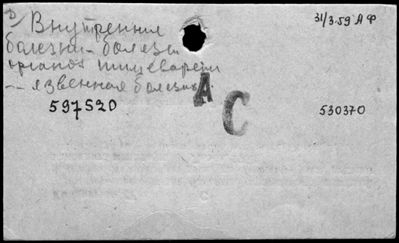 Внутренние 31/3.59 АФ
болезни – болезни
органов пищеварения
— язвенная болезнь
А
597520 530370
С